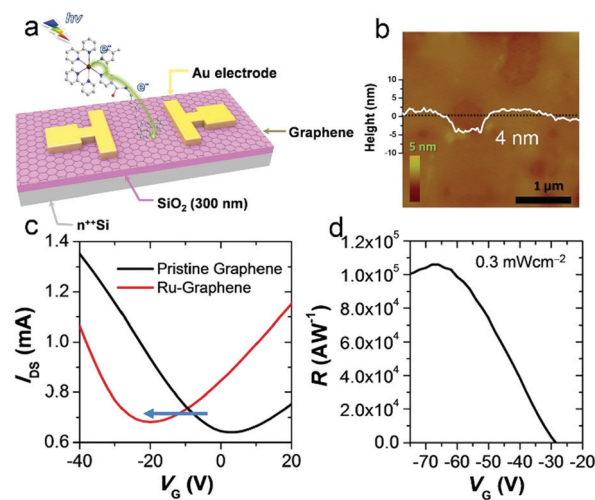 a
hν
e-
e-
Au electrode
Graphene
SiO₂ (300 nm)
n⁺⁺Si
b
Height (nm)
10
5
0
-5
-10
4 nm
5 nm
1 μm
c
1.4
1.2
1.0
0.8
0.6
I_DS (mA)
Pristine Graphene
Ru-Graphene
-40 -20 0 20
V_G (V)
d
0.3 mWcm⁻²
1.2x10⁵
1.0x10⁵
8.0x10⁴
6.0x10⁴
4.0x10⁴
2.0x10⁴
0.0
R (AW⁻¹)
-70 -60 -50 -40 -30 -20
V_G (V)